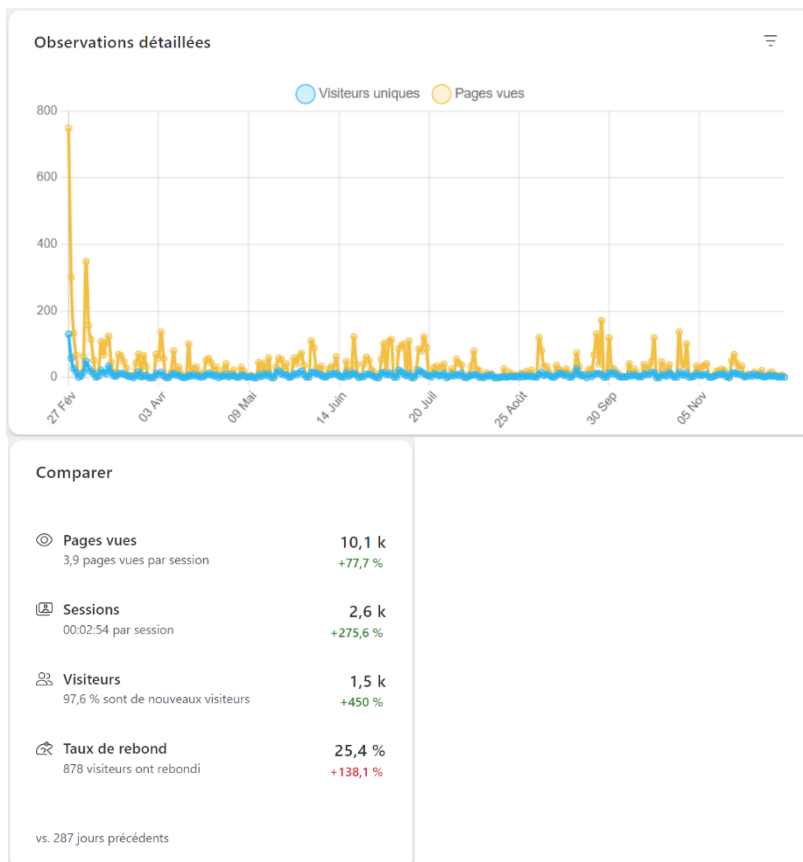 Observations détaillées
Visiteurs uniques Pages vues
800
600
400
200
0
27 Fév 03 Avr 09 Mai 14 Juin 20 Juil 25 Août 30 Sep 05 Nov
Comparer
Pages vues 10,1 k
3,9 pages vues par session +77,7 %
Sessions 2,6 k
00:02:54 par session +275,6 %
Visiteurs 1,5 k
97,6 % sont de nouveaux visiteurs +450 %
Taux de rebond 25,4 %
878 visiteurs ont rebondi +138,1 %
vs. 287 jours précédents